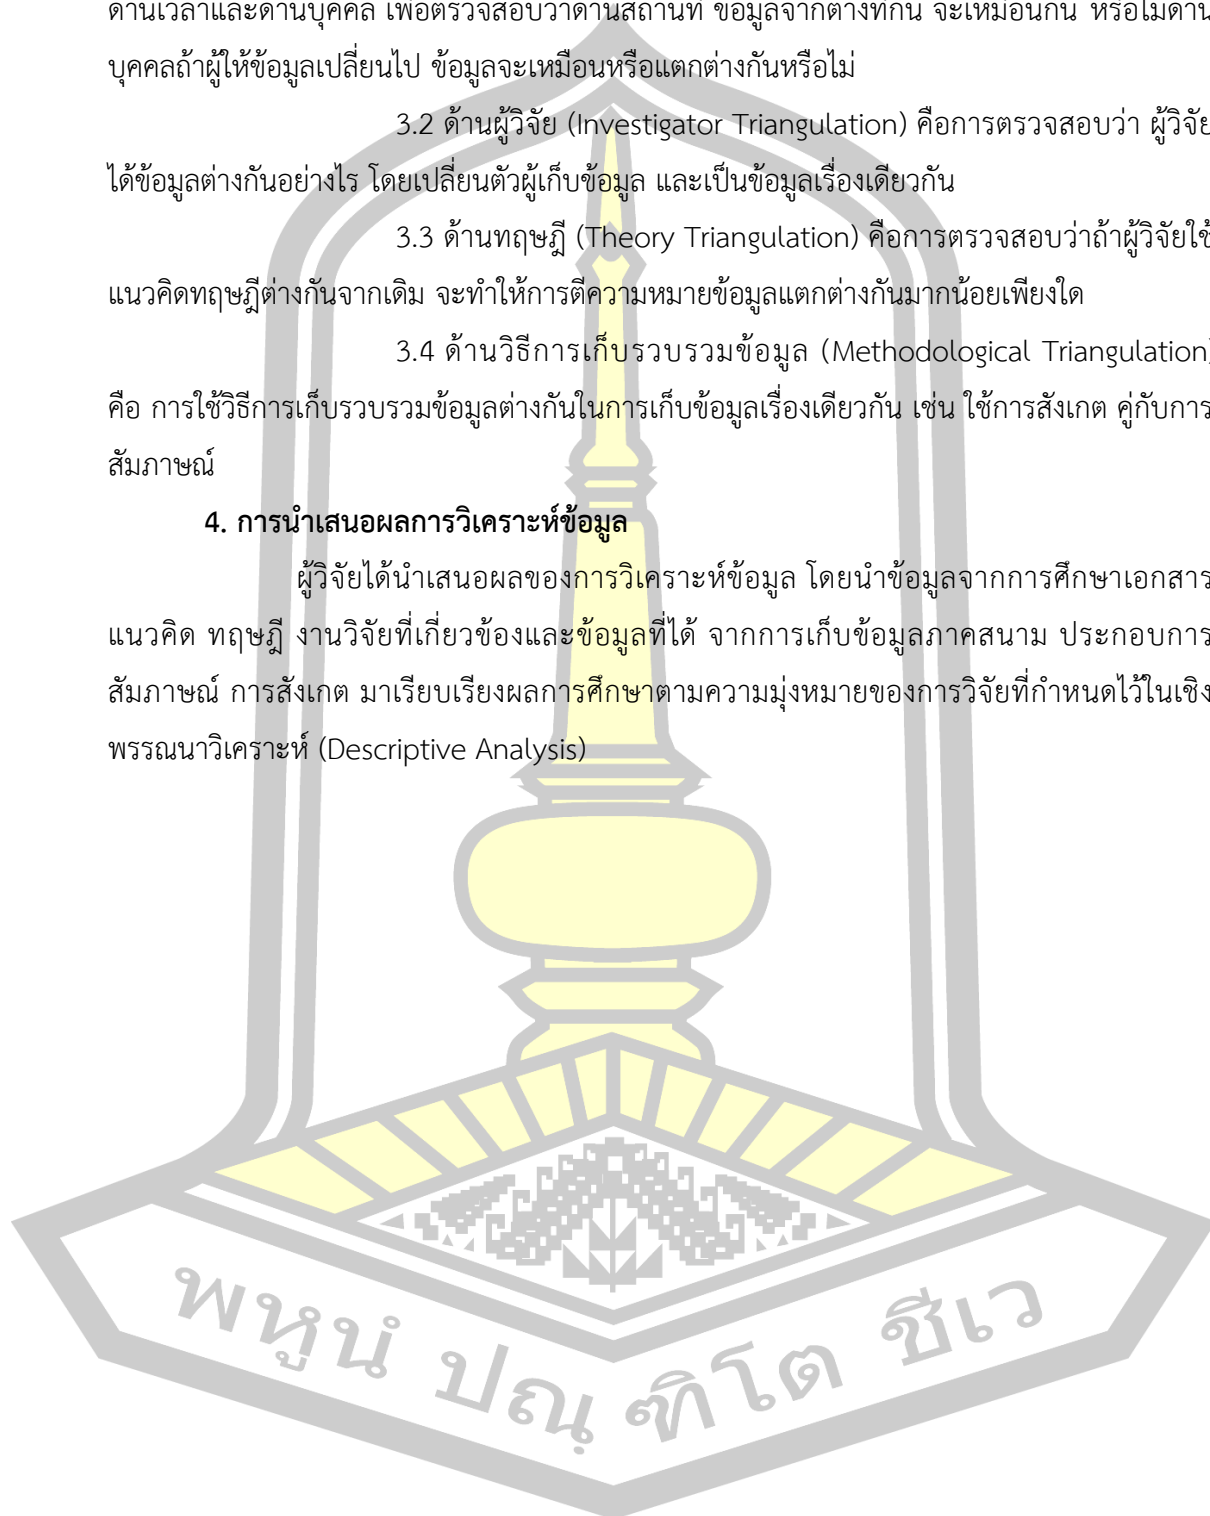 ด้านเวลาและด้านบุคคล เพื่อตรวจสอบว่าด้านสถานที่ ข้อมูลจากต่างที่กัน จะเหมือนกัน หรือไม่ด้าน
บุคคลถ้าผู้ให้ข้อมูลเปลี่ยนไป ข้อมูลจะเหมือนหรือแตกต่างกันหรือไม่
3.2 ด้านผู้วิจัย (Investigator Triangulation) คือการตรวจสอบว่า ผู้วิจัย
ได้ข้อมูลต่างกันอย่างไร โดยเปลี่ยนตัวผู้เก็บข้อมูล และเป็นข้อมูลเรื่องเดียวกัน
3.3 ด้านทฤษฎี (Theory Triangulation) คือการตรวจสอบว่าถ้าผู้วิจัยใช้
แนวคิดทฤษฎีต่างกันจากเดิม จะทำให้การตีความหมายข้อมูลแตกต่างกันมากน้อยเพียงใด
3.4 ด้านวิธีการเก็บรวบรวมข้อมูล (Methodological Triangulation)
คือ การใช้วิธีการเก็บรวบรวมข้อมูลต่างกันในการเก็บข้อมูลเรื่องเดียวกัน เช่น ใช้การสังเกต คู่กับการ
สัมภาษณ์
4. การนำเสนอผลการวิเคราะห์ข้อมูล
ผู้วิจัยได้นำเสนอผลของการวิเคราะห์ข้อมูล โดยนำข้อมูลจากการศึกษาเอกสาร
แนวคิด ทฤษฎี งานวิจัยที่เกี่ยวข้องและข้อมูลที่ได้ จากการเก็บข้อมูลภาคสนาม ประกอบการ
สัมภาษณ์ การสังเกต มาเรียบเรียงผลการศึกษาตามความมุ่งหมายของการวิจัยที่กำหนดไว้ในเชิง
พรรณนาวิเคราะห์ (Descriptive Analysis)
พหูนํ ปณฺฑิโต ชีเว